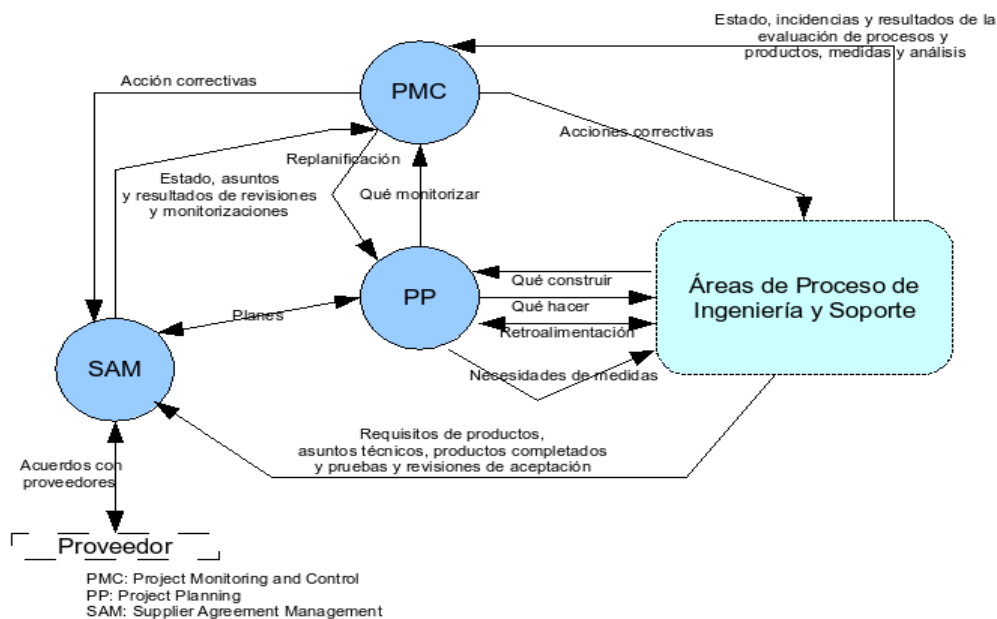 Estado, incidencias y resultados de la
evaluación de procesos y
productos, medidas y análisis
PMC
Acción correctivas
Acciones correctivas
Replanificación
Estado, asuntos
y resultados de revisiones
y monitorizaciones
Qué monitorizar
PP
Qué construir
Qué hacer
Retroalimentación
Áreas de Proceso de
Ingeniería y Soporte
Planes
SAM
Necesidades de medidas
Requisitos de productos,
asuntos técnicos, productos completados
y pruebas y revisiones de aceptación
Acuerdos con
proveedores
Proveedor
PMC: Project Monitoring and Control
PP: Project Planning
SAM: Supplier Agreement Management